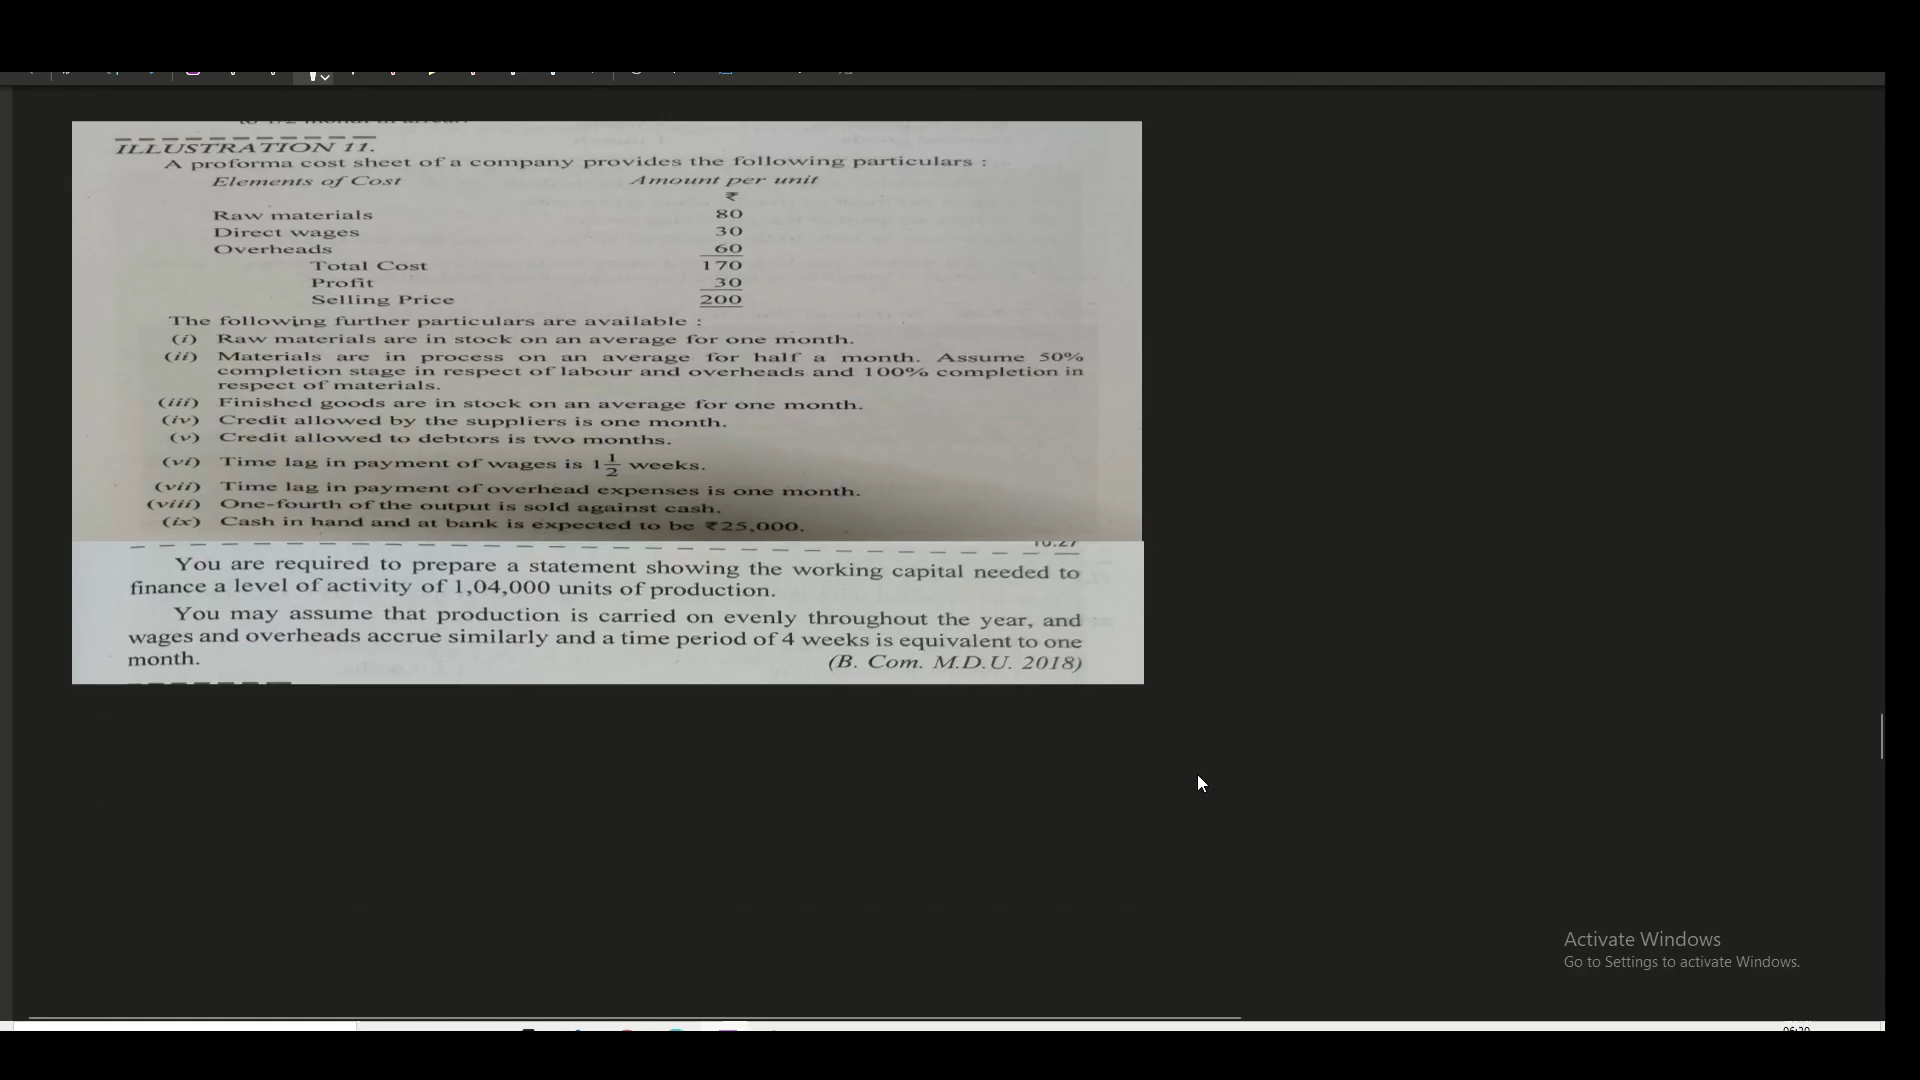 ILLUSTRATION 11.
A proforma cost sheet of a company provides the following particulars :
Elements of Cost Amount per unit
₹
Raw materials 80
Direct wages 30
Overheads 60
Total Cost 170
Profit 30
Selling Price 200
The following further particulars are available :
(i) Raw materials are in stock on an average for one month.
(ii) Materials are in process on an average for half a month. Assume 50%
completion stage in respect of labour and overheads and 100% completion in
respect of materials.
(iii) Finished goods are in stock on an average for one month.
(iv) Credit allowed by the suppliers is one month.
(v) Credit allowed to debtors is two months.
(vi) Time lag in payment of wages is 1 1/2 weeks.
(vii) Time lag in payment of overhead expenses is one month.
(viii) One-fourth of the output is sold against cash.
(ix) Cash in hand and at bank is expected to be ₹25,000.
You are required to prepare a statement showing the working capital needed to
finance a level of activity of 1,04,000 units of production.
You may assume that production is carried on evenly throughout the year, and
wages and overheads accrue similarly and a time period of 4 weeks is equivalent to one
month. (B. Com. M.D.U. 2018)
Activate Windows
Go to Settings to activate Windows.